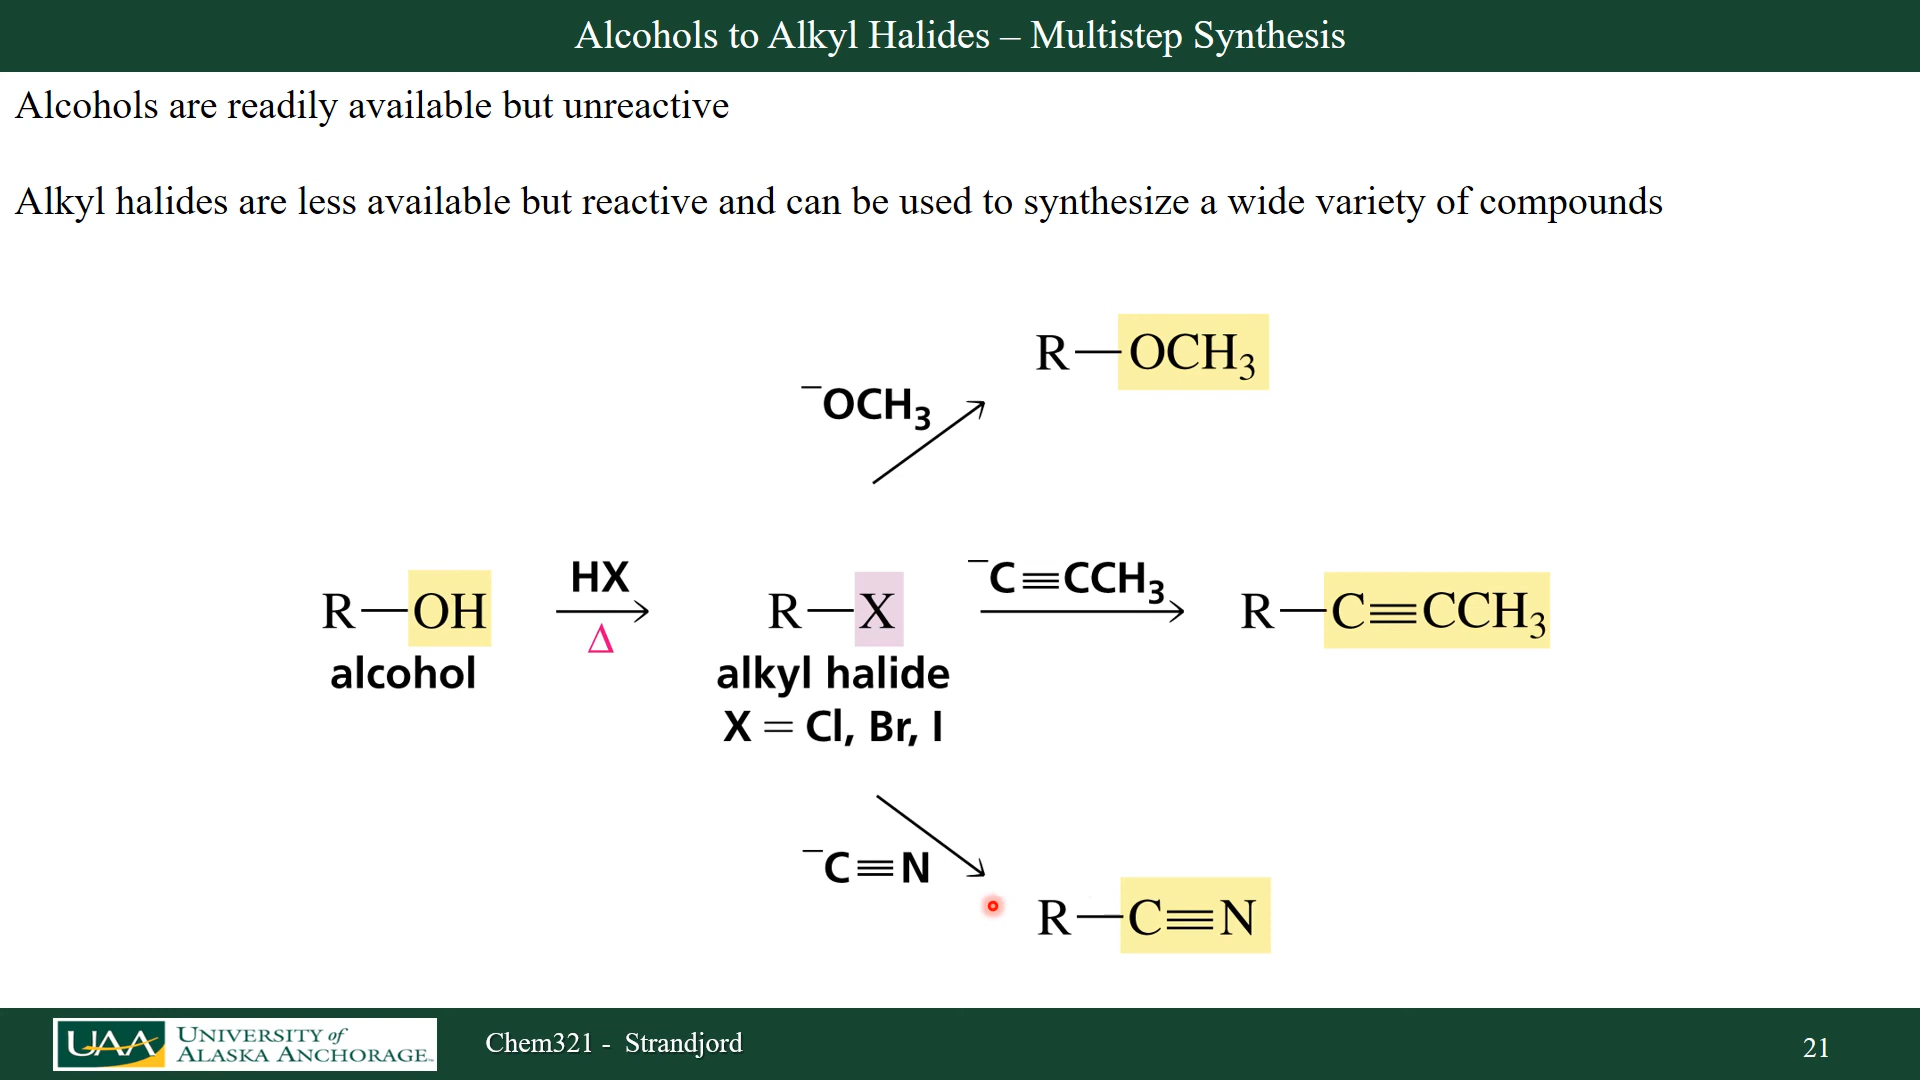 Alcohols to Alkyl Halides – Multistep Synthesis
Alcohols are readily available but unreactive
Alkyl halides are less available but reactive and can be used to synthesize a wide variety of compounds
R—OCH₃
⁻OCH₃
R—OH
alcohol
HX
Δ
R—X
alkyl halide
X = Cl, Br, I
⁻C≡CCH₃
R—C≡CCH₃
⁻C≡N
R—C≡N
UAA
UNIVERSITY of
ALASKA ANCHORAGE
Chem321 - Strandjord
21